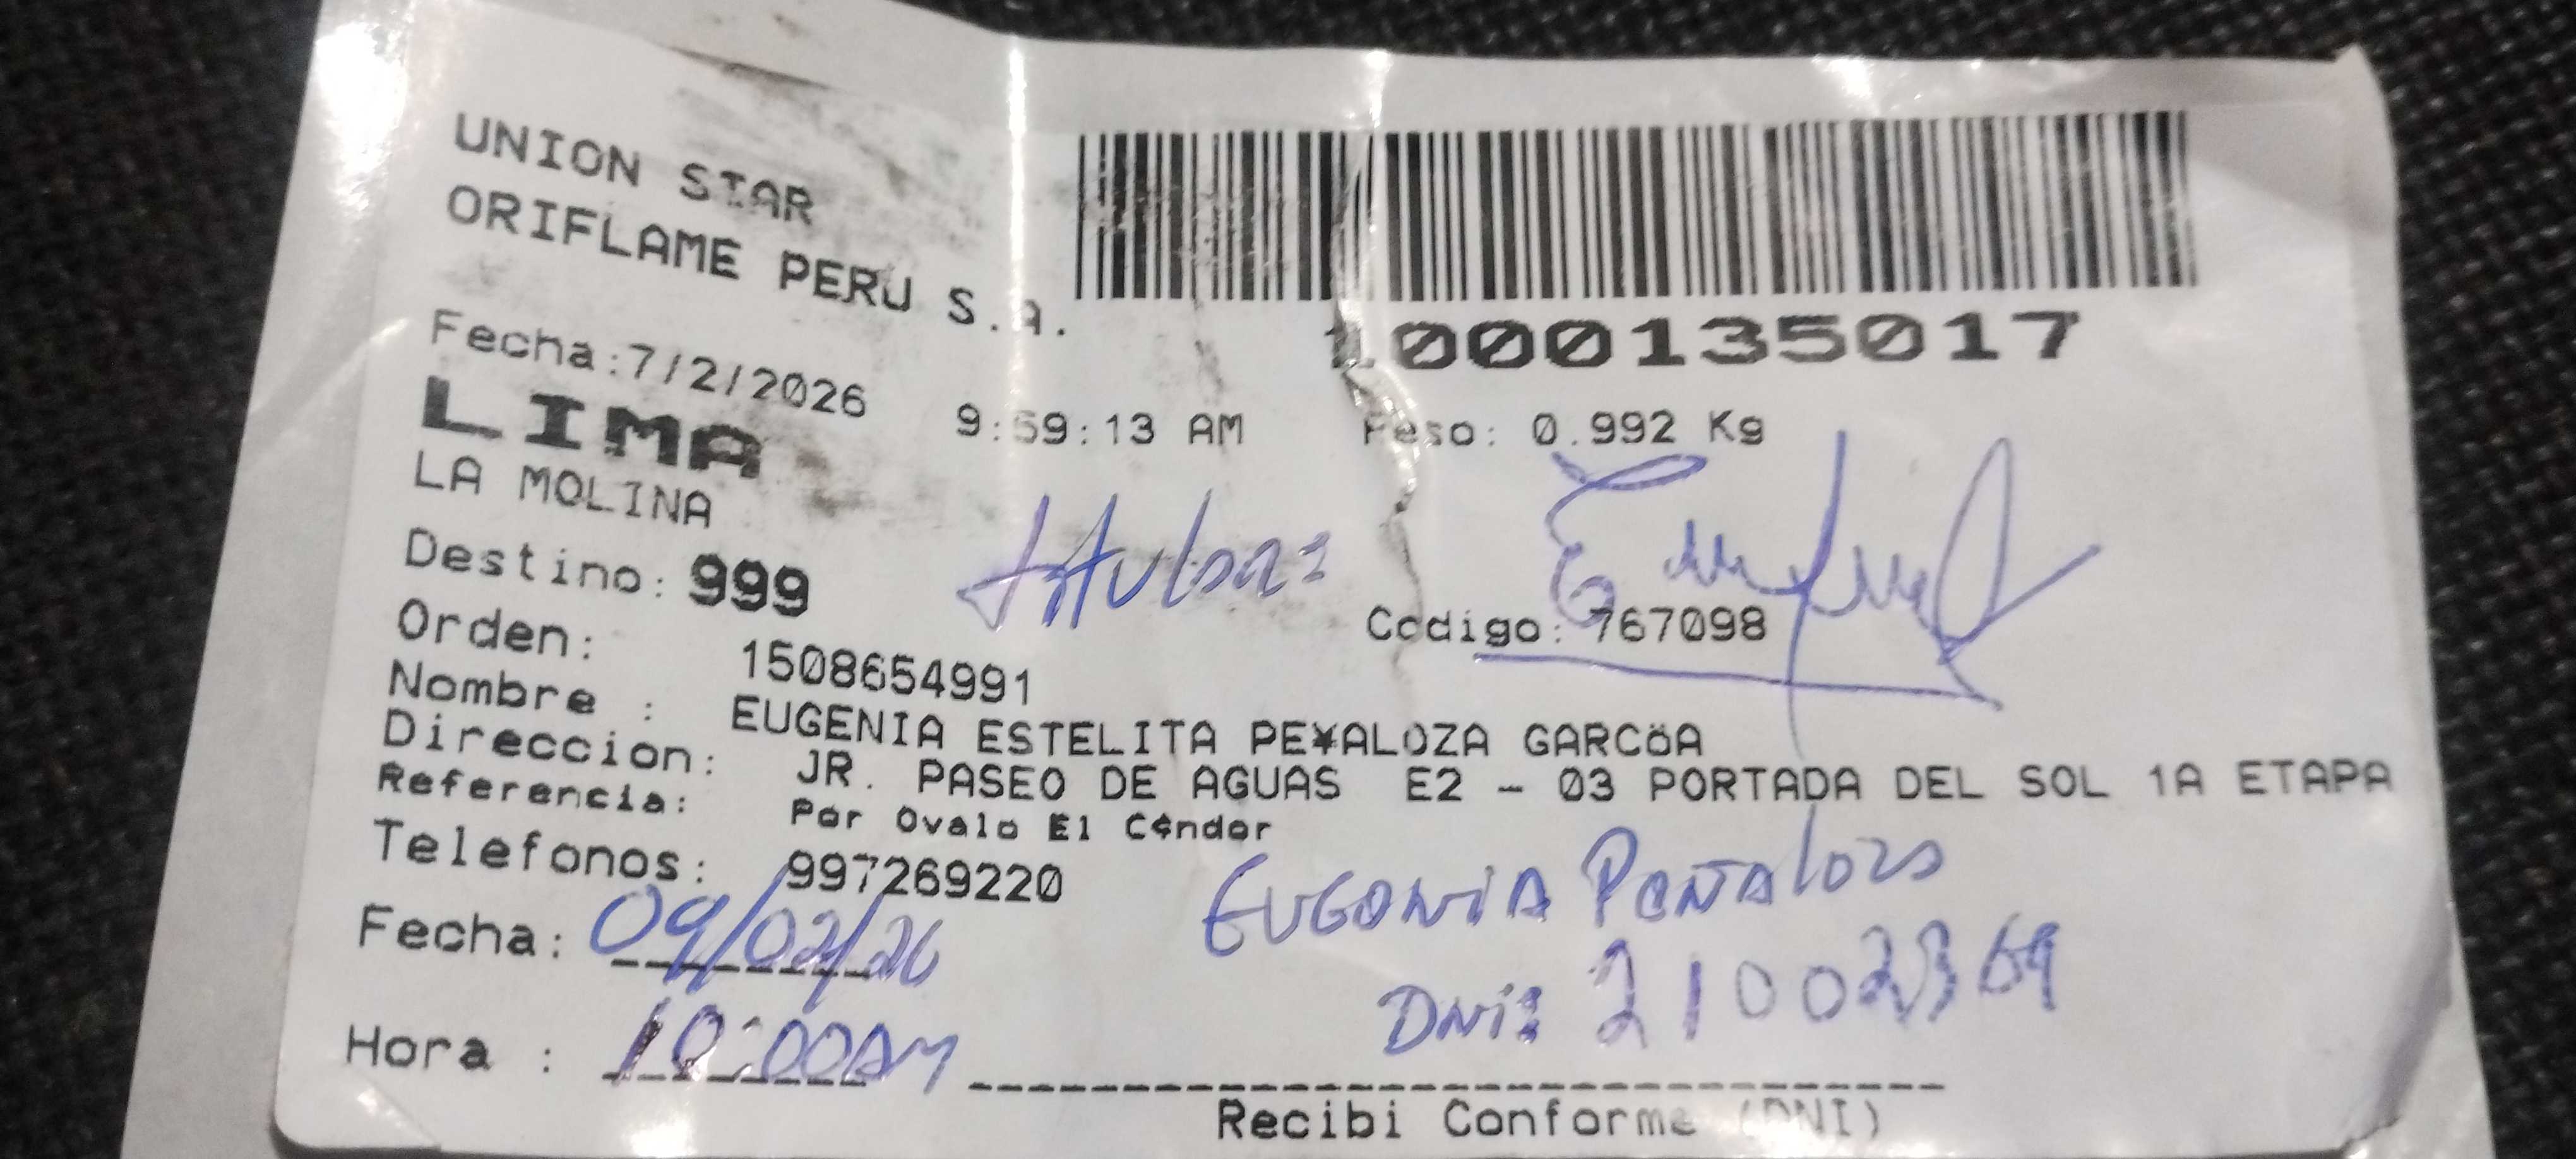 UNION STAR
ORIFLAME PERU S.A.
1000135017
Fecha:7/2/2026 9:59:13 AM Peso: 0.992 Kg
LIMA
LA MOLINA
Destino: 999 titular
Orden: 1508654991 Codigo: 767098
Nombre : EUGENIA ESTELITA PE¥ALOZA GARCÖA
Direccion: JR. PASEO DE AGUAS E2 - 03 PORTADA DEL SOL 1A ETAPA
Referencia: Por Ovalo El C¢ndor
Telefonos: 997269220
Fecha: 09/02/26 EUGENIA PEÑALOZA
Hora : 10:00AM DNI:
Recibi Conforme (DNI)